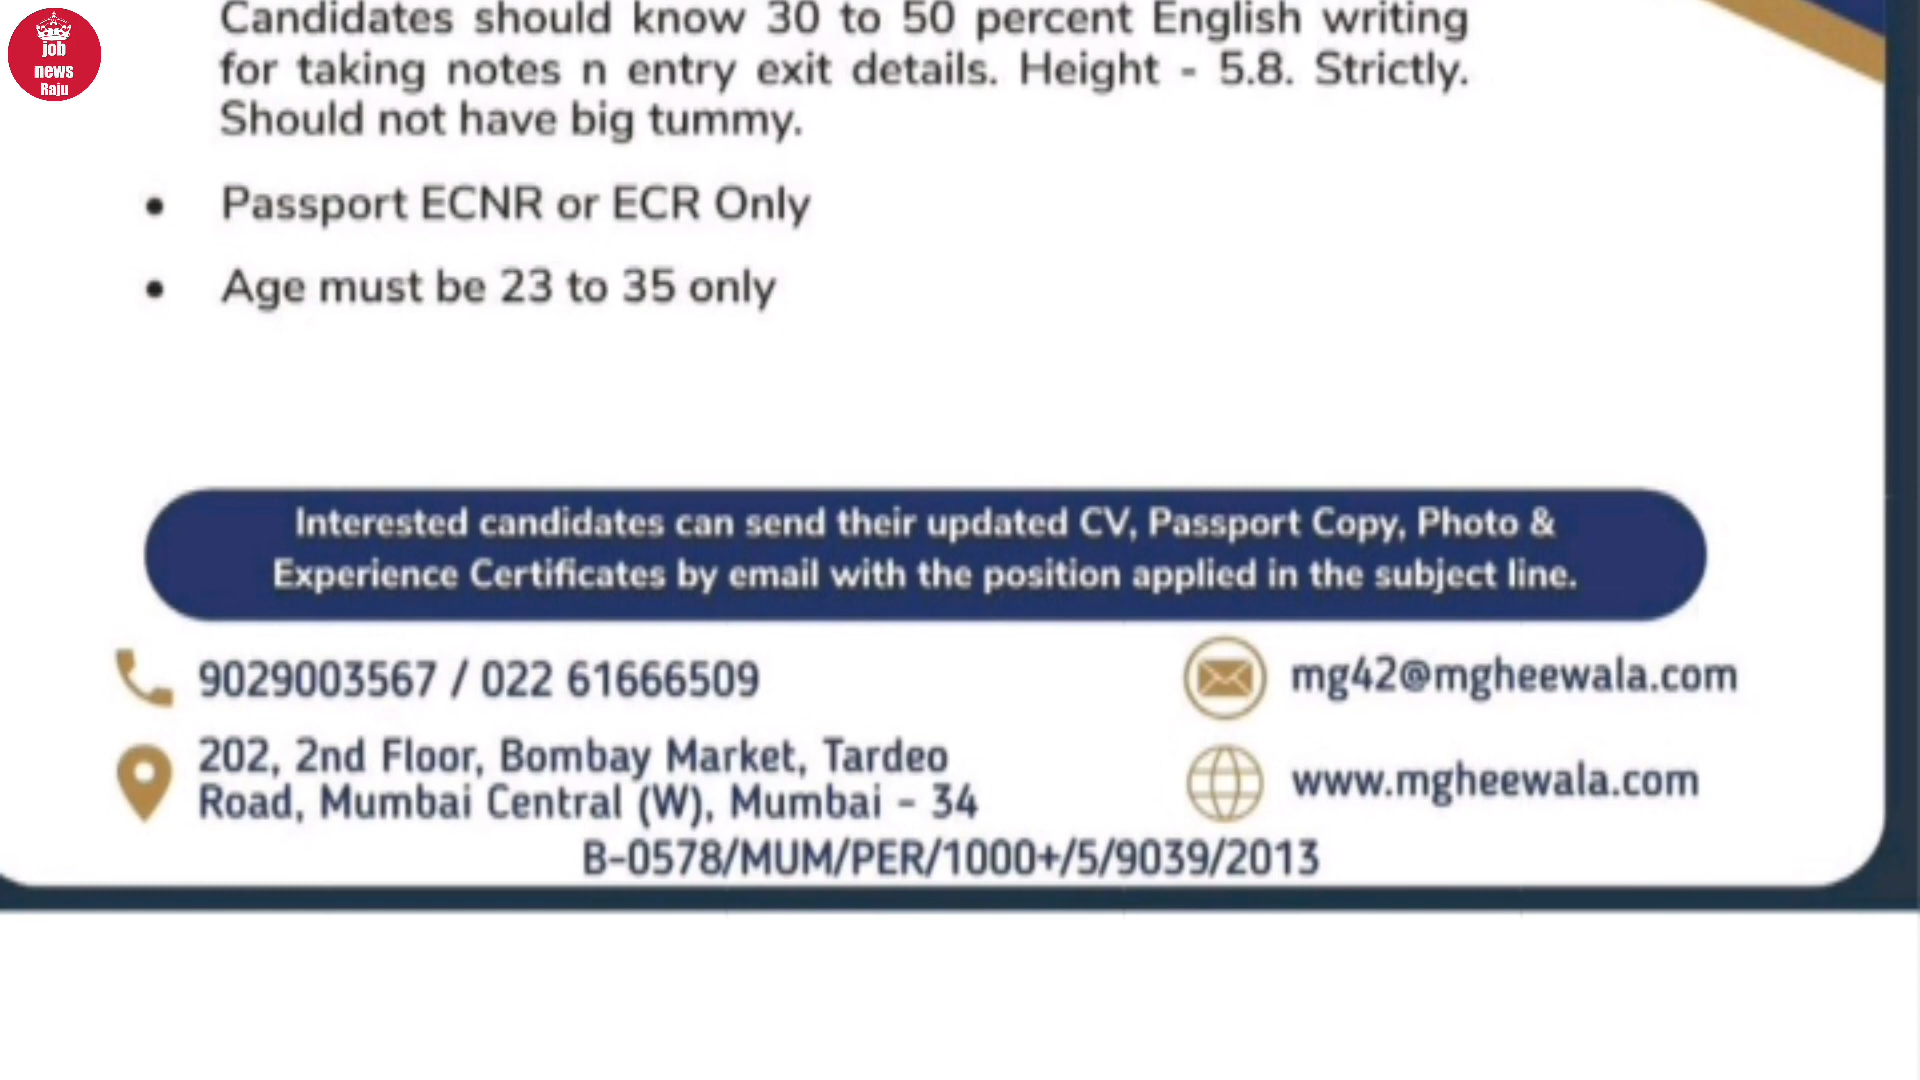 job
news
Raju
Candidates should know 30 to 50 percent English writing
for taking notes n entry exit details. Height - 5.8. Strictly.
Should not have big tummy.
• Passport ECNR or ECR Only
• Age must be 23 to 35 only
Interested candidates can send their updated CV, Passport Copy, Photo &
Experience Certificates by email with the position applied in the subject line.
9029003567 / 022 61666509
mg42@mgheewala.com
202, 2nd Floor, Bombay Market, Tardeo
Road, Mumbai Central (W), Mumbai - 34
www.mgheewala.com
B-0578/MUM/PER/1000+/5/9039/2013